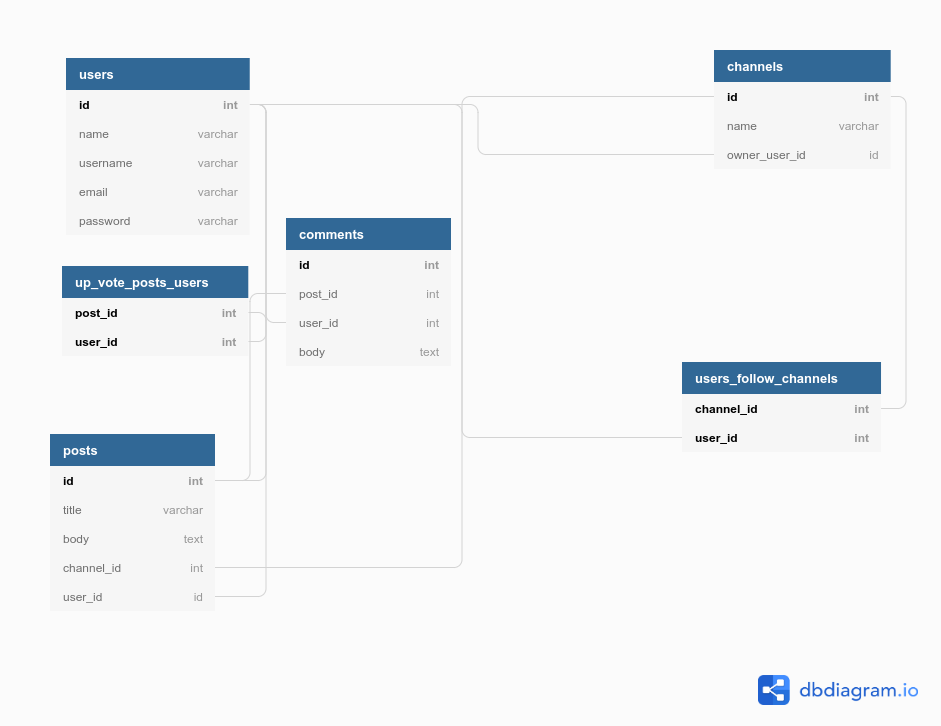 users
id int
name varchar
username varchar
email varchar
password varchar
up_vote_posts_users
post_id int
user_id int
posts
id int
title varchar
body text
channel_id int
user_id id
comments
id int
post_id int
user_id int
body text
channels
id int
name varchar
owner_user_id id
users_follow_channels
channel_id int
user_id int
dbdiagram.io